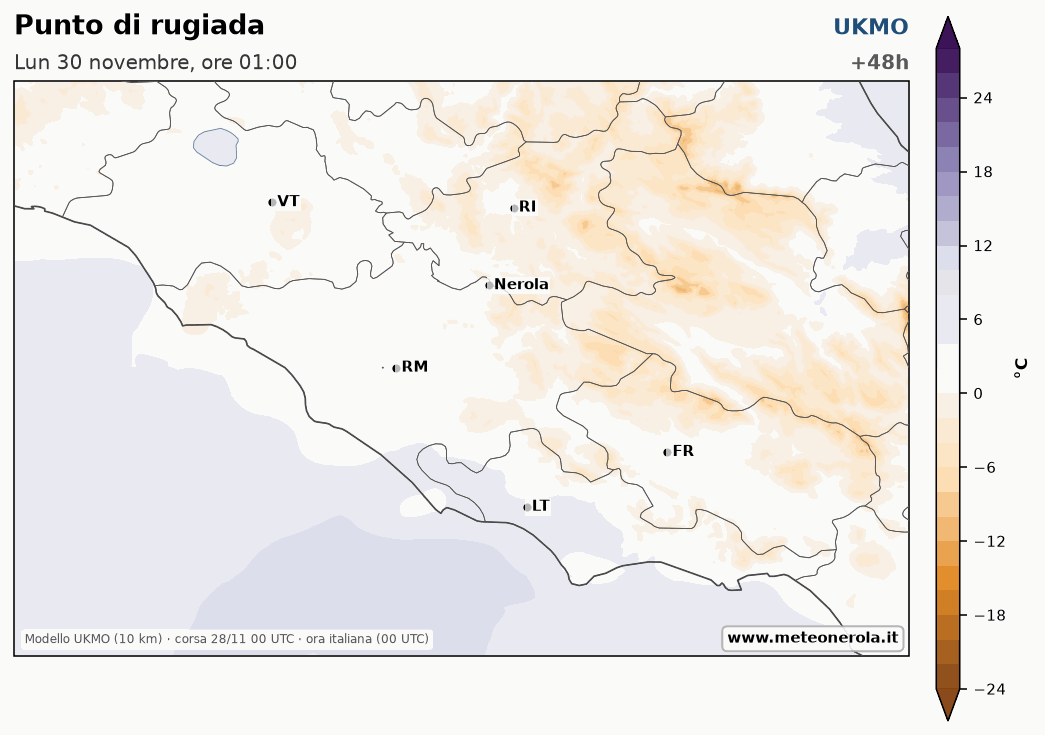 Punto di rugiada
UKMO
Lun 30 novembre, ore 01:00
+48h
VT
RI
Nerola
RM
FR
LT
Modello UKMO (10 km) · corsa 28/11 00 UTC · ora italiana (00 UTC)
www.meteonerola.it
24
18
12
6
0
−6
−12
−18
−24
°C